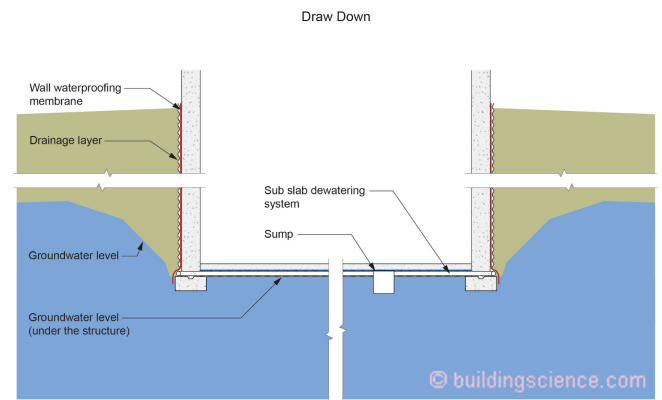 Draw Down
Wall waterproofing
membrane
Drainage layer
Sub slab dewatering
system
Sump
Groundwater level
Groundwater level
(under the structure)
© buildingscience.com